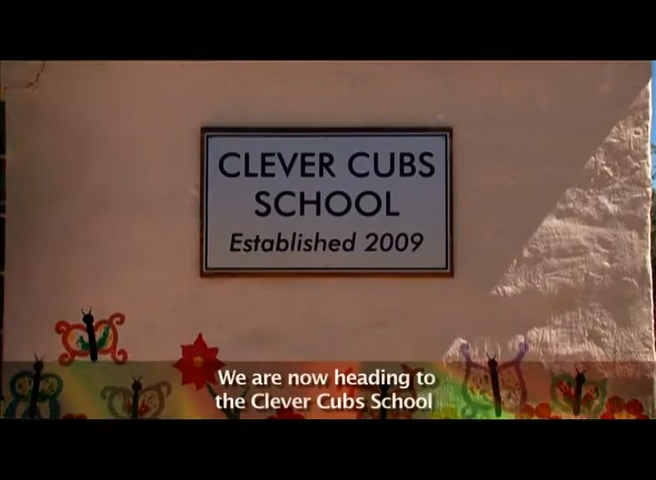 CLEVER CUBS
SCHOOL
Established 2009
We are now heading to
the Clever Cubs School